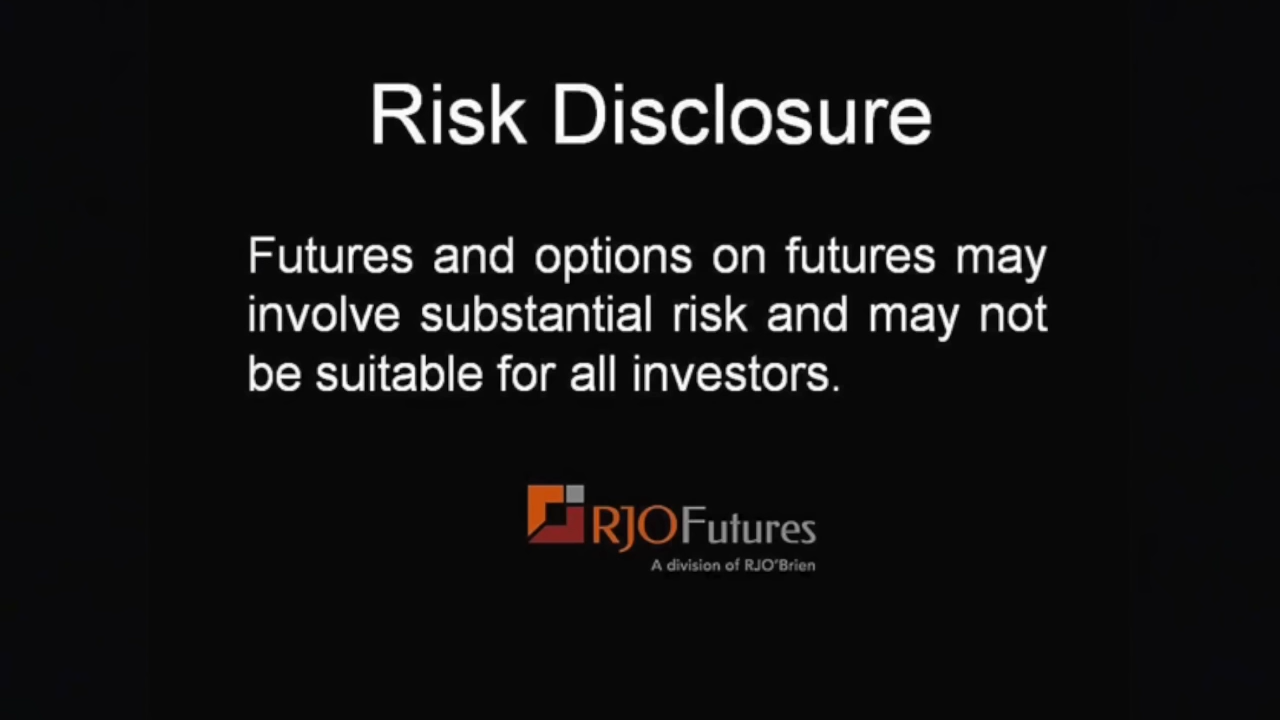 Risk Disclosure
Futures and options on futures may
involve substantial risk and may not
be suitable for all investors.
RJOFutures
A division of RJO'Brien